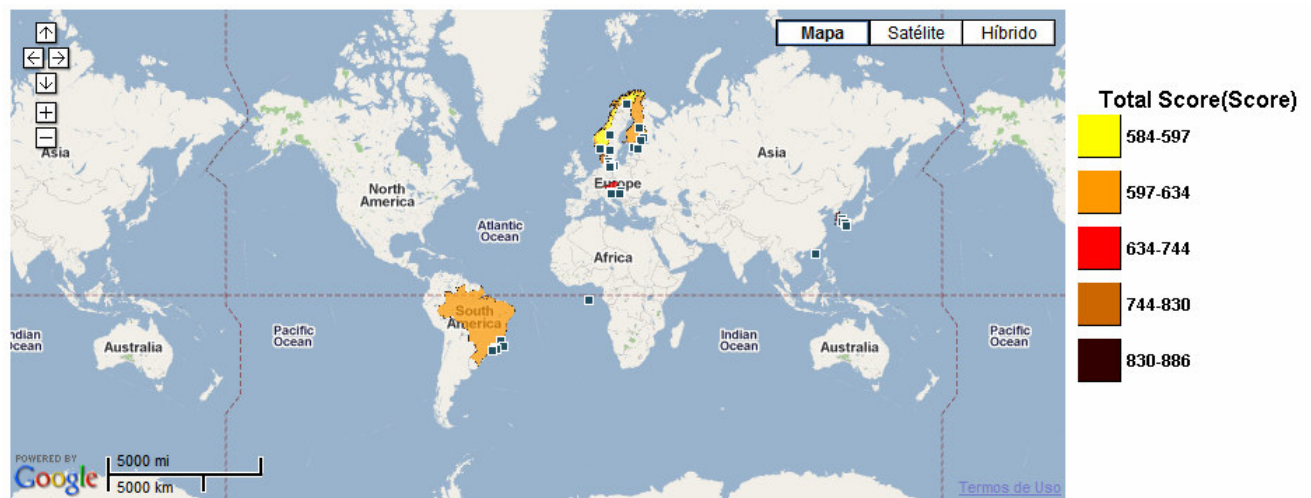 Mapa
Satélite
Híbrido
Total Score(Score)
584-597
597-634
634-744
744-830
830-886
Asia
North
America
Atlantic
Ocean
Europe
Asia
Africa
South
America
ndian
Ocean
Australia
Pacific
Ocean
Indian
Ocean
Australia
Pacific
Ocean
POWERED BY
Google
5000 mi
5000 km
Termos de Uso